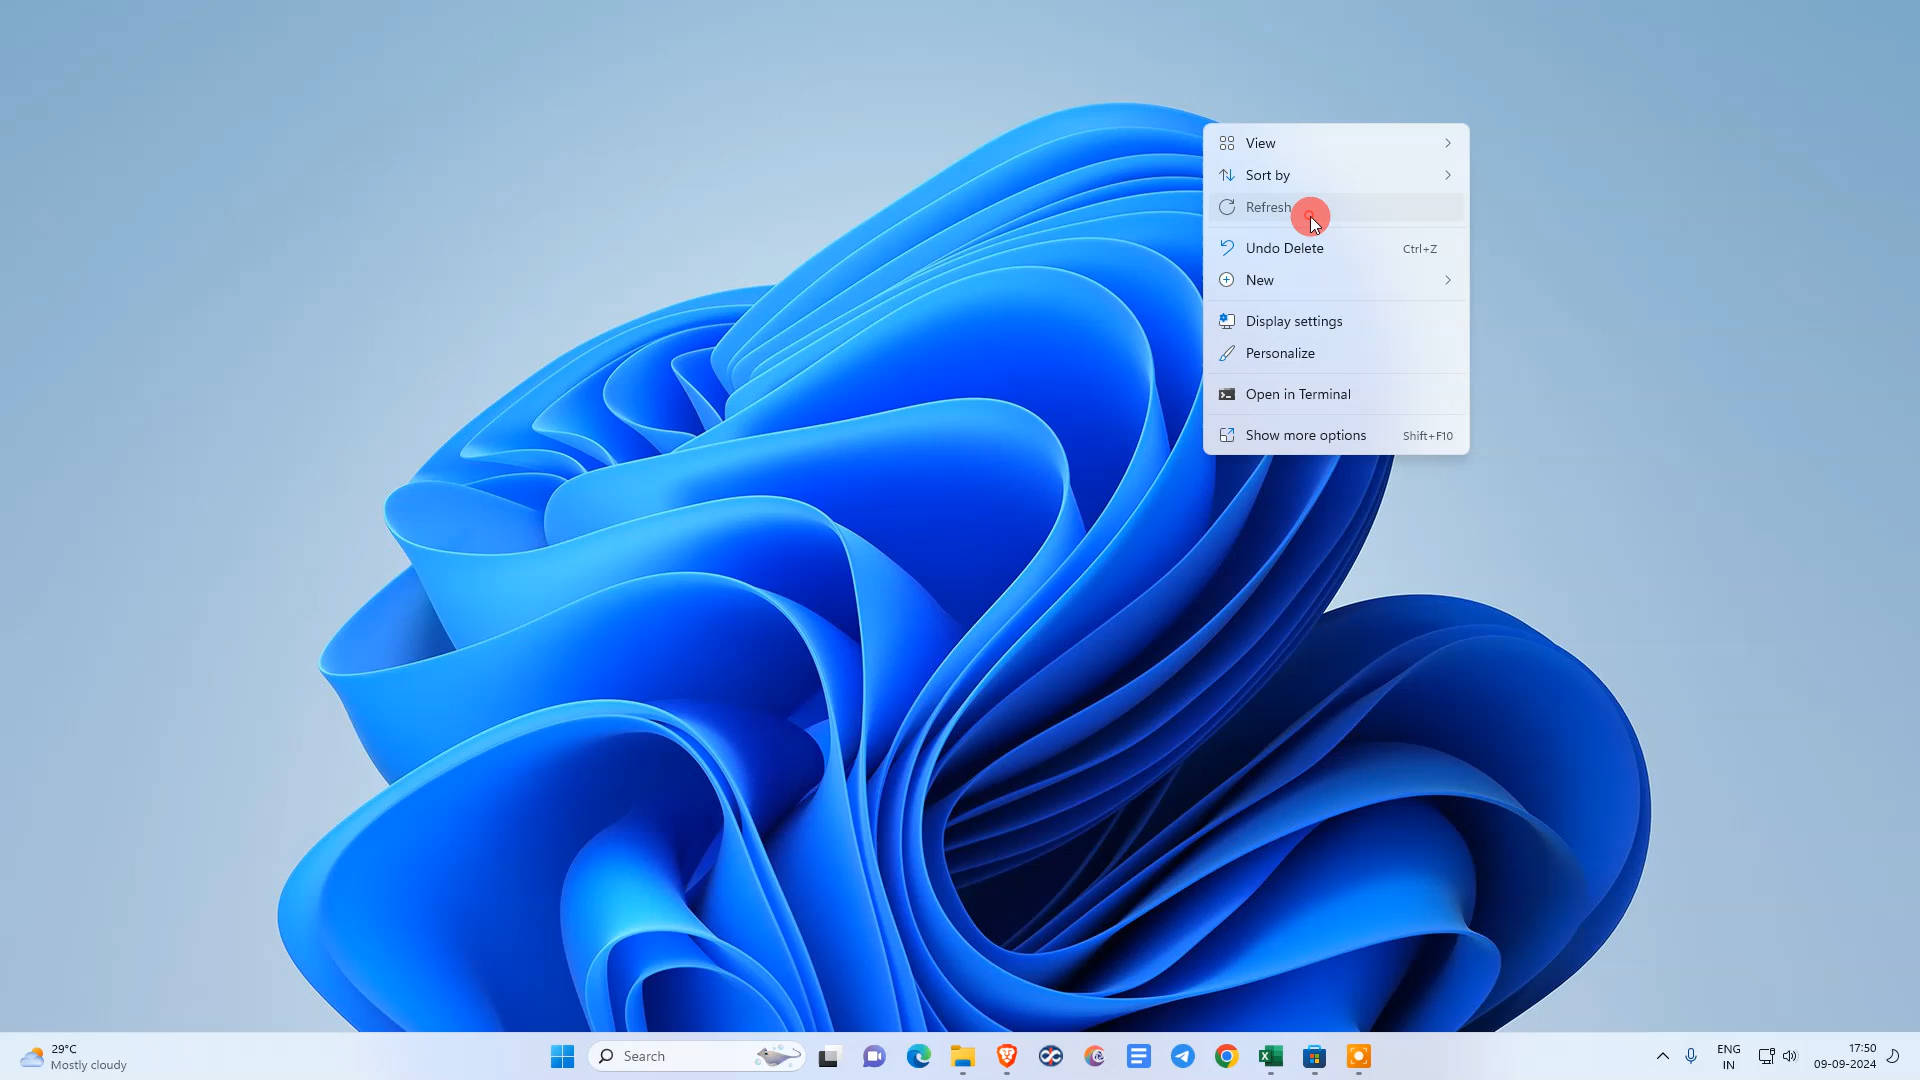 View
Sort by
Refresh
Undo Delete Ctrl+Z
New
Display settings
Personalize
Open in Terminal
Show more options Shift+F10
29°C
Mostly cloudy
Search
ENG
IN
17:50
09-09-2024